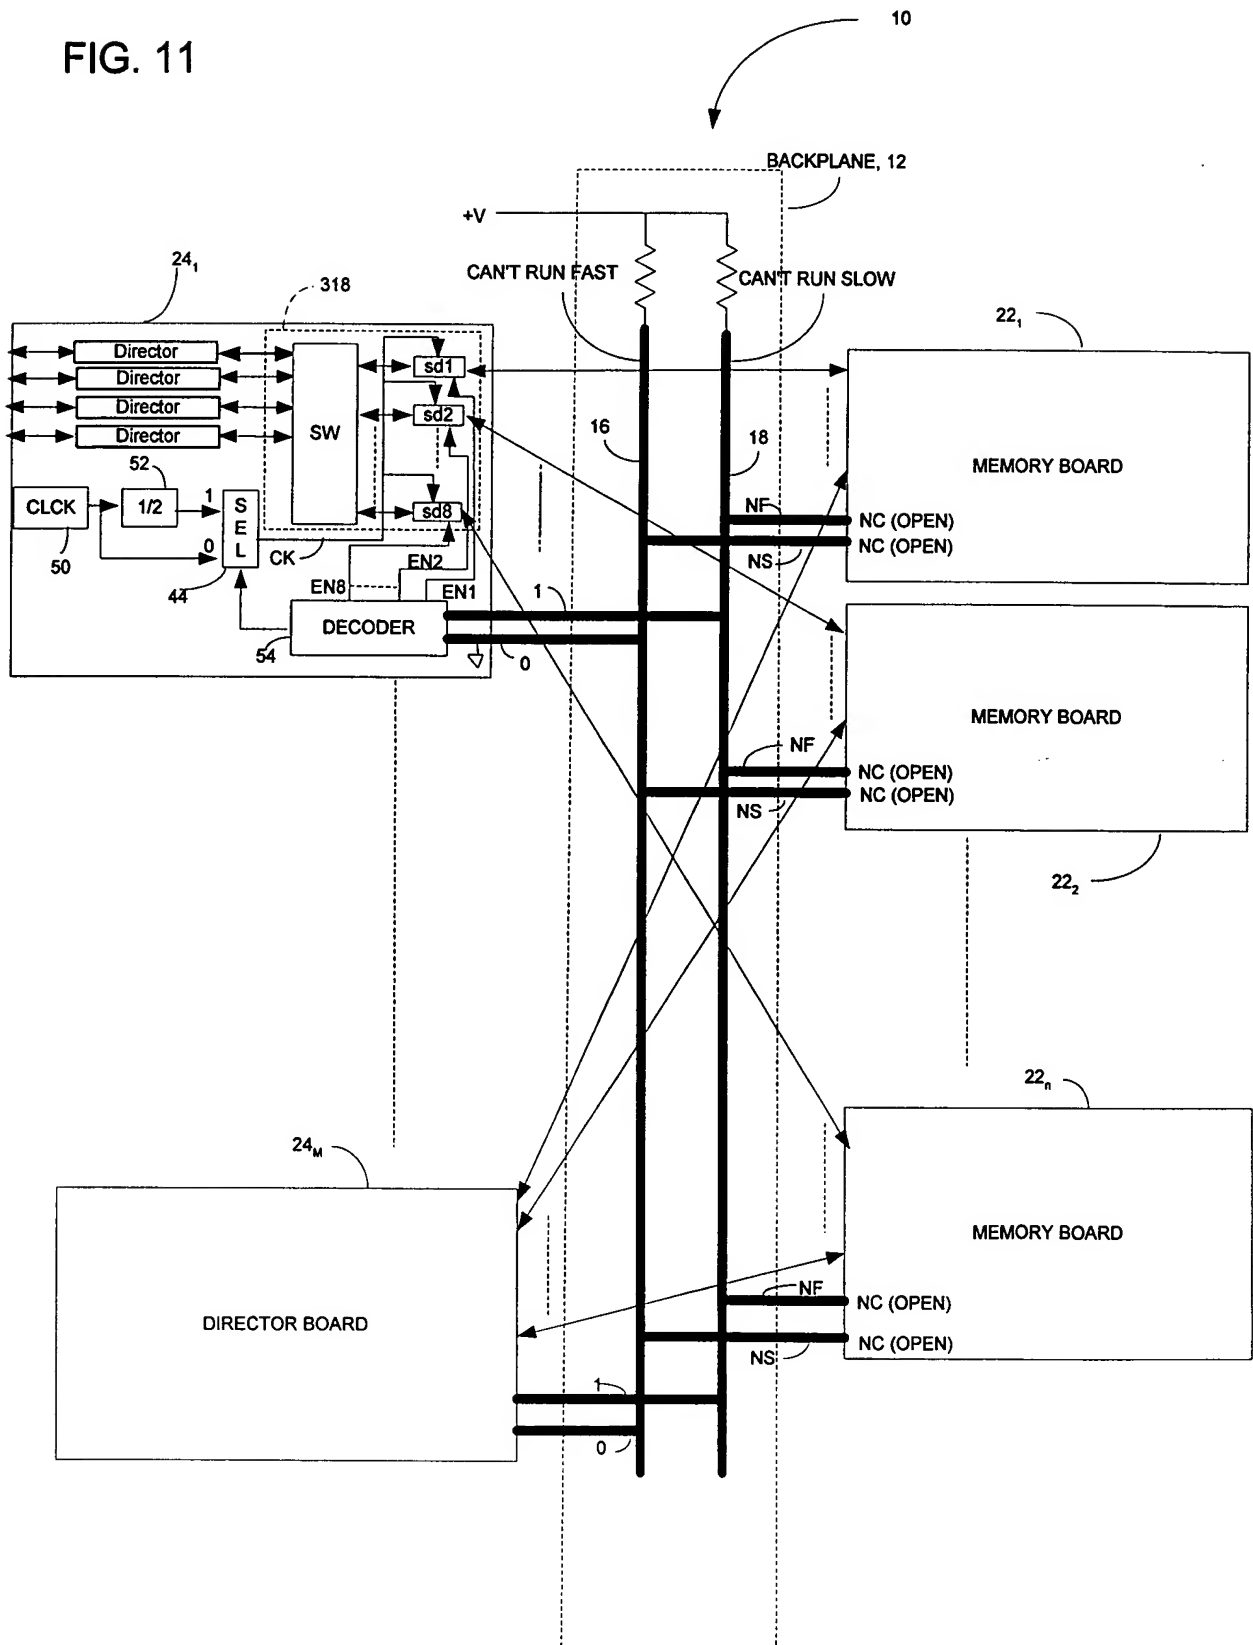 FIG. 11
10
BACKPLANE, 12
+V
CAN'T RUN FAST
CAN'T RUN SLOW
24₁
318
22₁
Director
Director
Director
Director
SW
sd1
sd2
sd8
16
18
MEMORY BOARD
52
CLCK
1/2
1
0
SEL
50
44
CK
NF
NC (OPEN)
NC (OPEN)
NS
EN8
EN2
EN1
DECODER
54
1
0
MEMORY BOARD
NF
NC (OPEN)
NC (OPEN)
NS
22₂
22ₙ
24_M
MEMORY BOARD
DIRECTOR BOARD
NF
NC (OPEN)
NC (OPEN)
NS
1
0